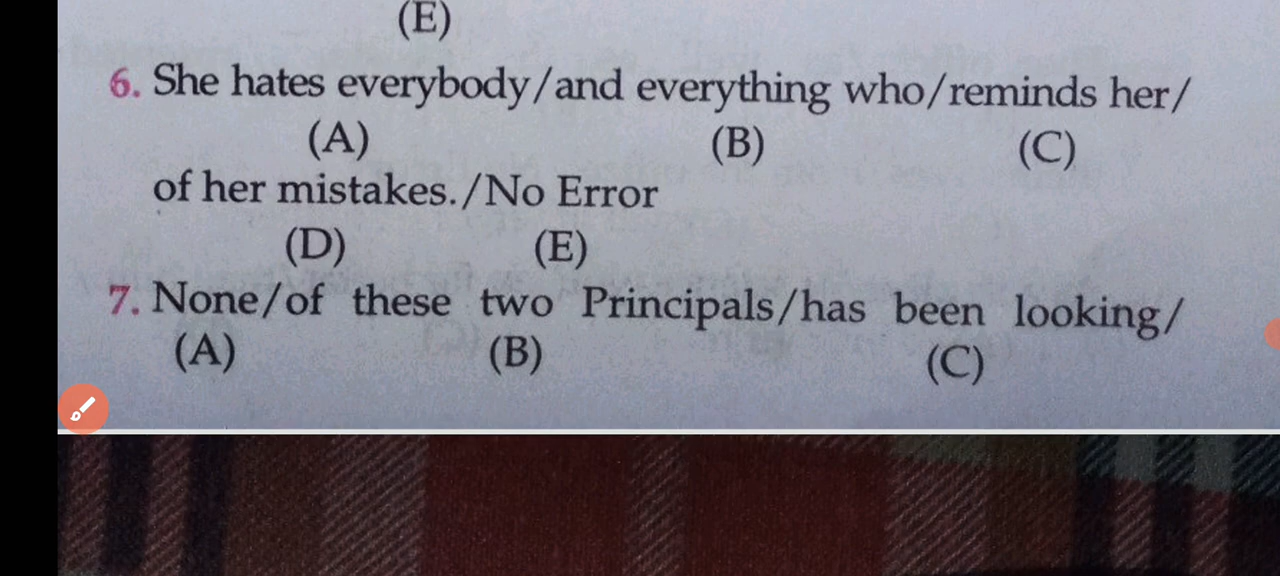 (E)
6. She hates everybody/and everything who/reminds her/
(A) (B) (C)
of her mistakes./No Error
(D) (E)
7. None/of these two Principals/has been looking/
(A) (B) (C)